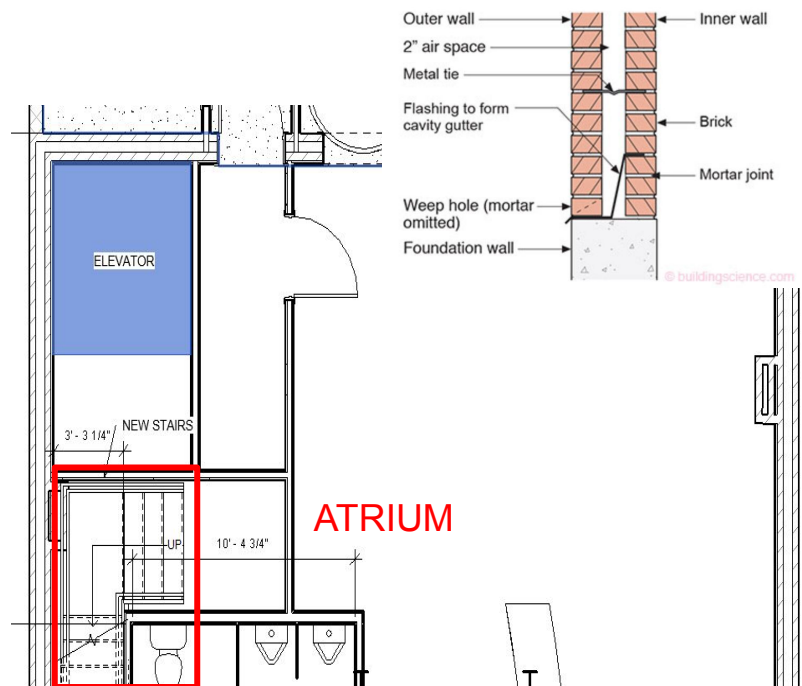 Outer wall
Inner wall
2” air space
Metal tie
Flashing to form
cavity gutter
Brick
Mortar joint
Weep hole (mortar
omitted)
Foundation wall
© buildingscience.com
ELEVATOR
NEW STAIRS
3' - 3 1/4"
ATRIUM
UP
10' - 4 3/4"